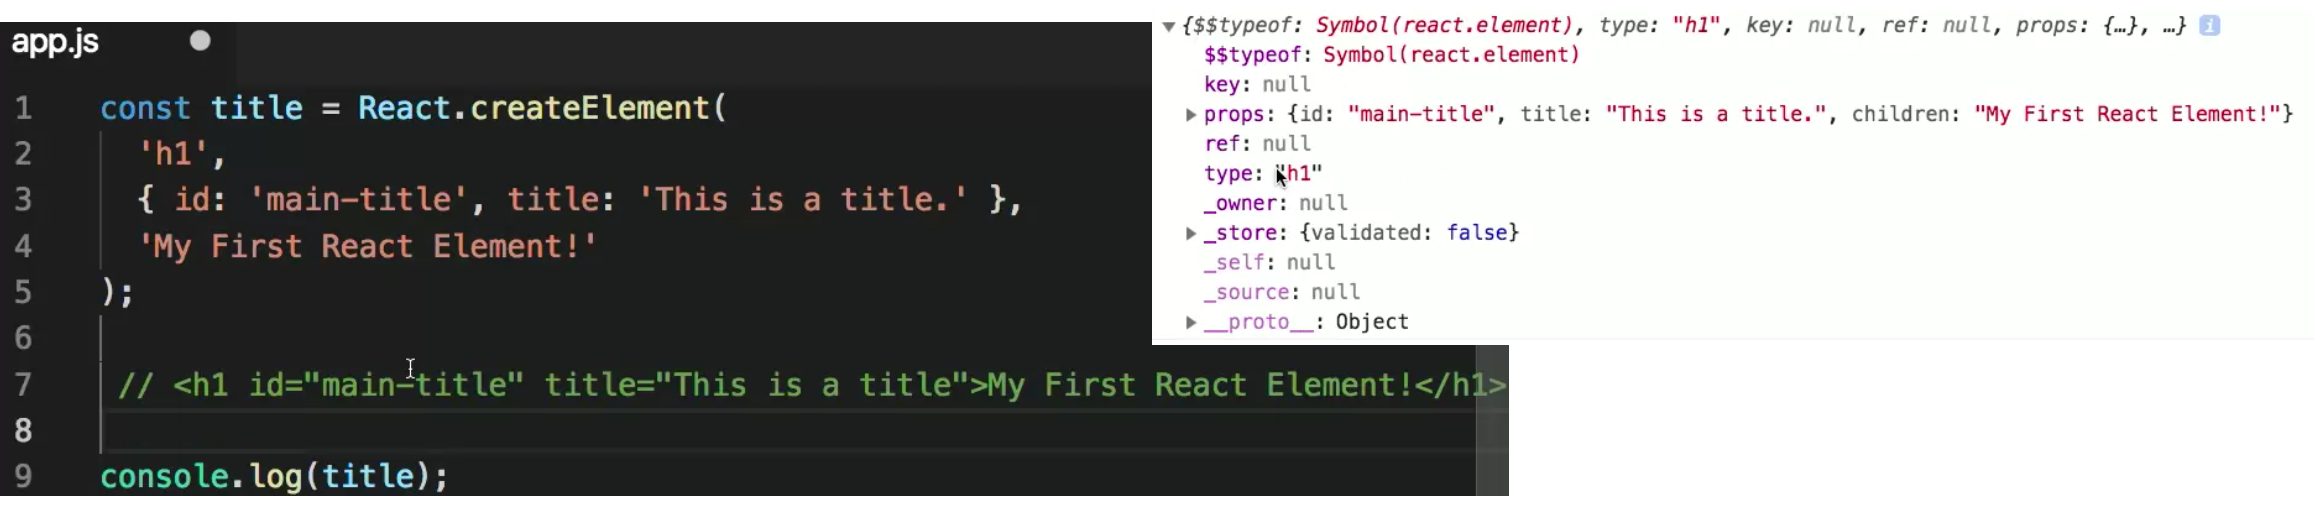 app.js
1 const title = React.createElement(
2 'h1',
3 { id: 'main-title', title: 'This is a title.' },
4 'My First React Element!'
5 );
6
7 // <h1 id="main-title" title="This is a title">My First React Element!</h1>
8
9 console.log(title);
{$$typeof: Symbol(react.element), type: "h1", key: null, ref: null, props: {…}, …} i
$$typeof: Symbol(react.element)
key: null
props: {id: "main-title", title: "This is a title.", children: "My First React Element!"}
ref: null
type: "h1"
_owner: null
_store: {validated: false}
_self: null
_source: null
__proto__: Object